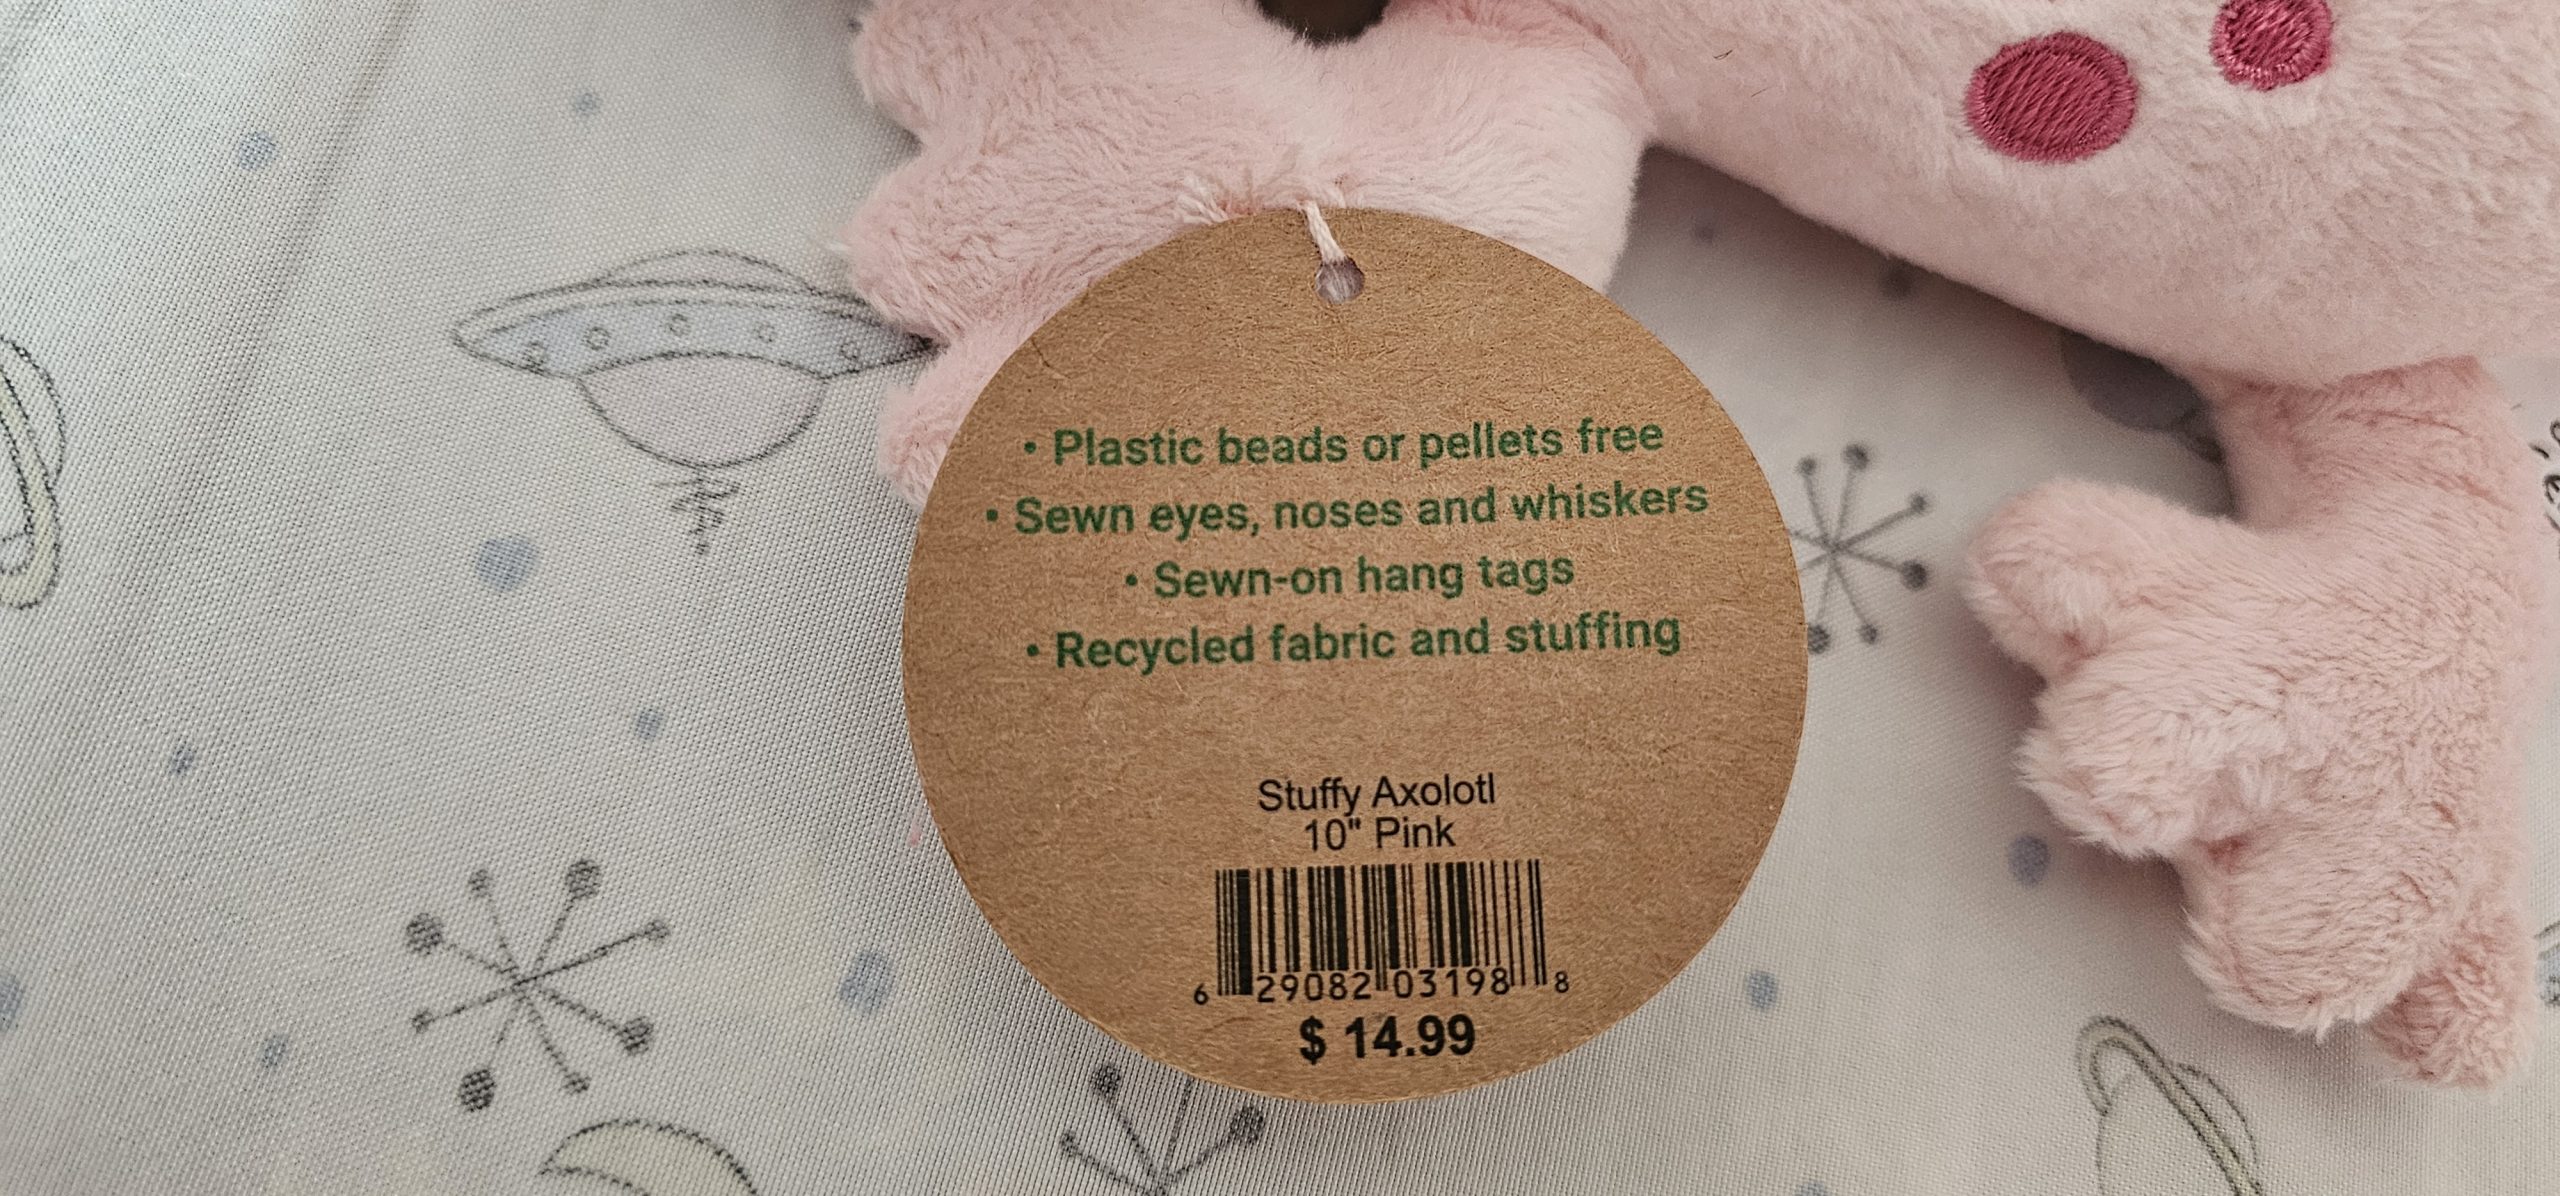 • Plastic beads or pellets free
• Sewn eyes, noses and whiskers
• Sewn-on hang tags
• Recycled fabric and stuffing
Stuffy Axolotl
10" Pink
6 29082 03198 8
$ 14.99